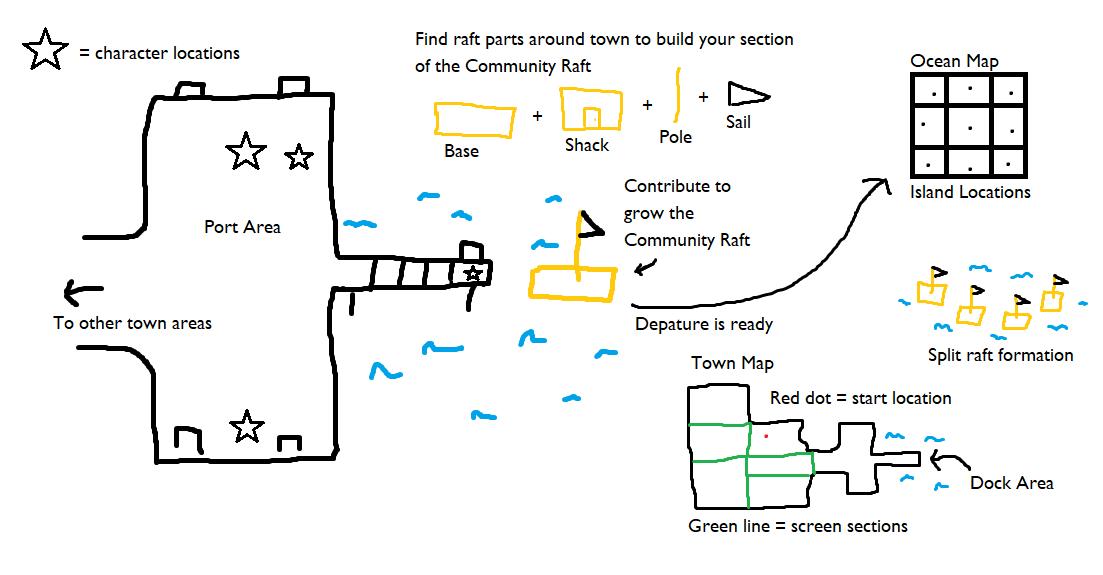 = character locations
Find raft parts around town to build your section
of the Community Raft
+
+
+
Base
Shack
Pole
Sail
Ocean Map
Island Locations
Contribute to
grow the
Community Raft
Port Area
To other town areas
Depature is ready
Split raft formation
Town Map
Red dot = start location
Dock Area
Green line = screen sections